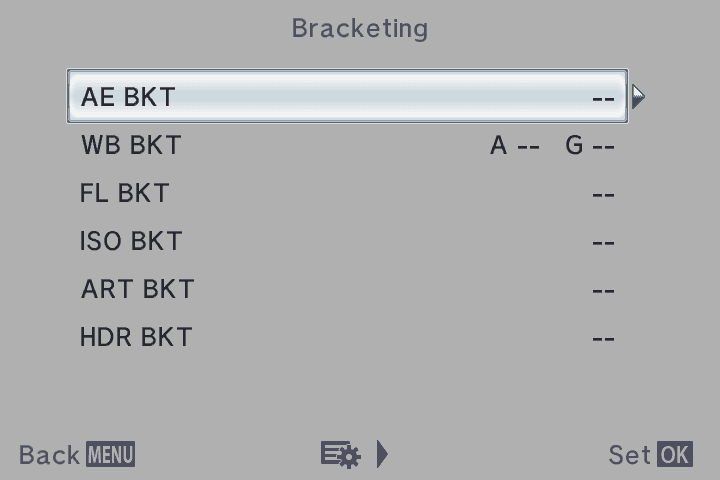 Bracketing
AE BKT --
WB BKT A -- G --
FL BKT --
ISO BKT --
ART BKT --
HDR BKT --
Back MENU Set OK